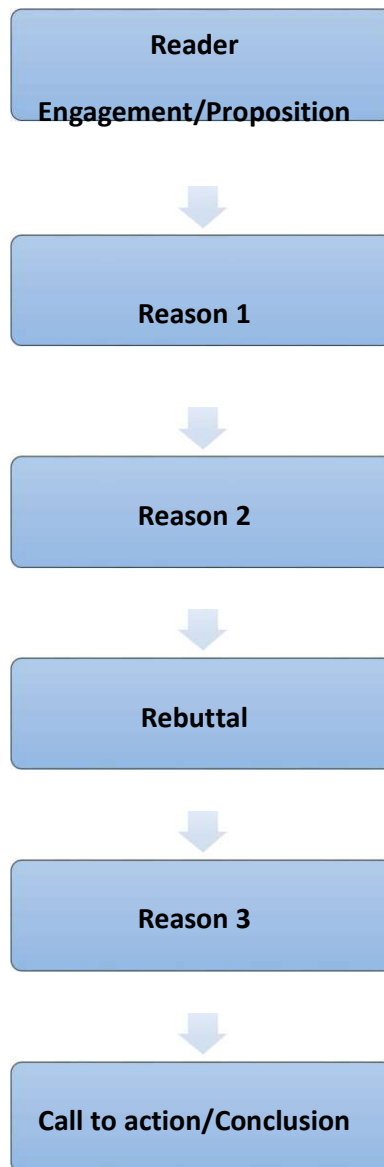 Reader
Engagement/Proposition
Reason 1
Reason 2
Rebuttal
Reason 3
Call to action/Conclusion